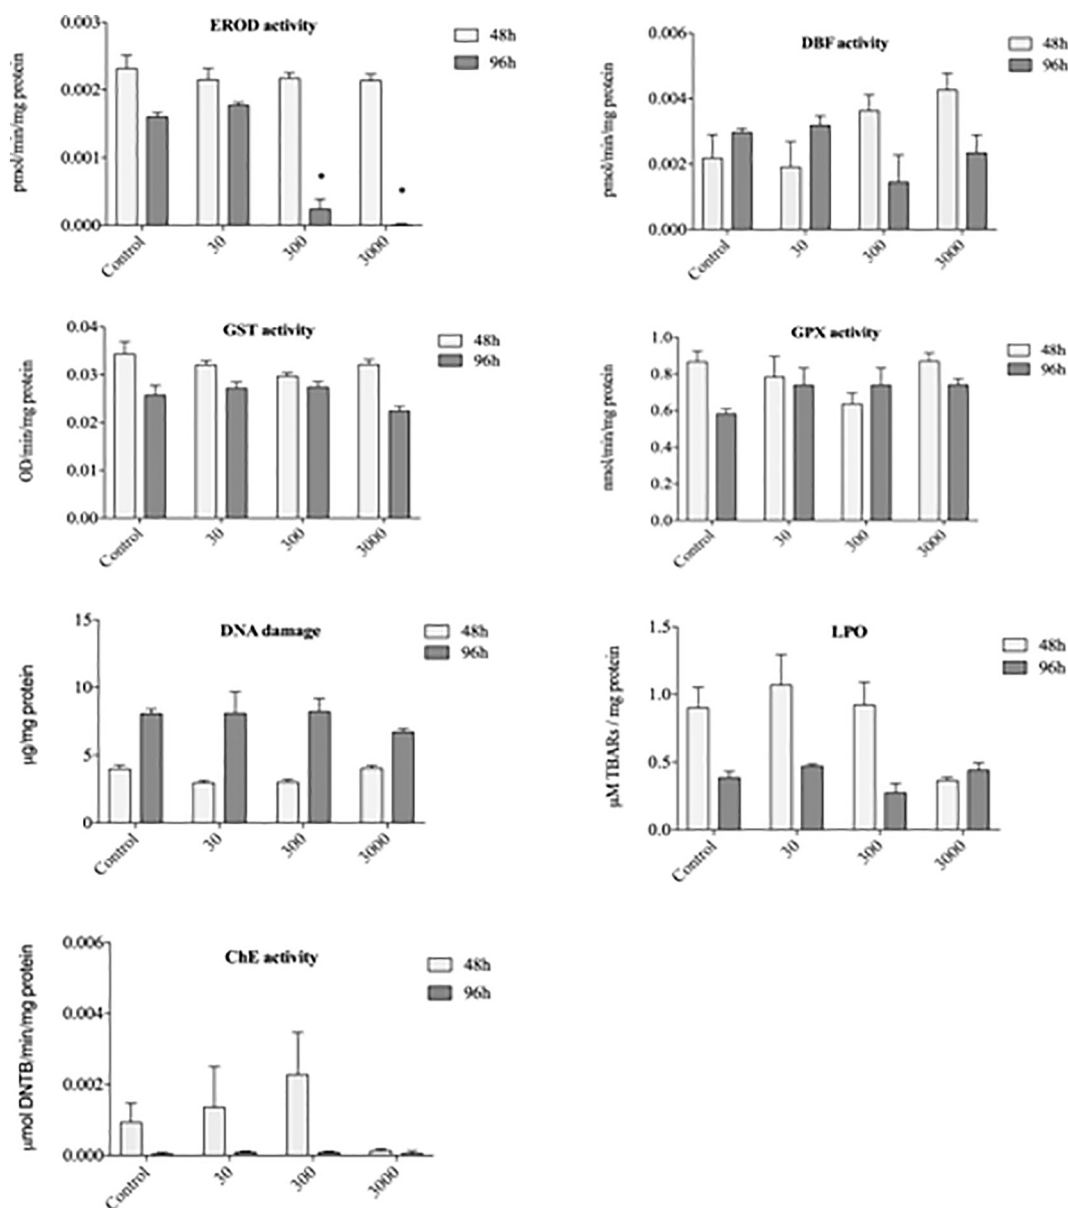 EROD activity
48h
96h
pmol/min/mg protein
0.003
0.002
0.001
0.000
Control
30
300
3000
DBF activity
48h
96h
pmol/min/mg protein
0.006
0.004
0.002
0.000
Control
30
300
3000
GST activity
48h
96h
OD/min/mg protein
0.04
0.03
0.02
0.01
0.00
Control
30
300
3000
GPX activity
48h
96h
nmol/min/mg protein
1.0
0.8
0.6
0.4
0.2
0.0
Control
30
300
3000
DNA damage
48h
96h
µg/mg protein
15
10
5
0
Control
30
300
3000
LPO
48h
96h
µM TBARs / mg protein
1.5
1.0
0.5
0.0
Control
30
300
3000
ChE activity
48h
96h
µmol DNTB/min/mg protein
0.006
0.004
0.002
0.000
Control
30
300
3000